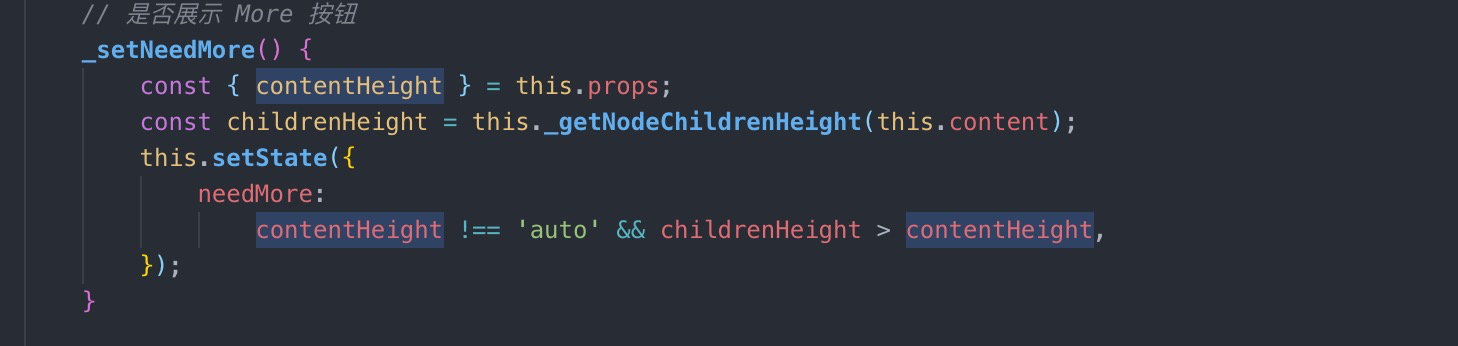 // 是否展示 More 按钮
_setNeedMore() {
const { contentHeight } = this.props;
const childrenHeight = this._getNodeChildrenHeight(this.content);
this.setState({
needMore:
contentHeight !== 'auto' && childrenHeight > contentHeight,
});
}